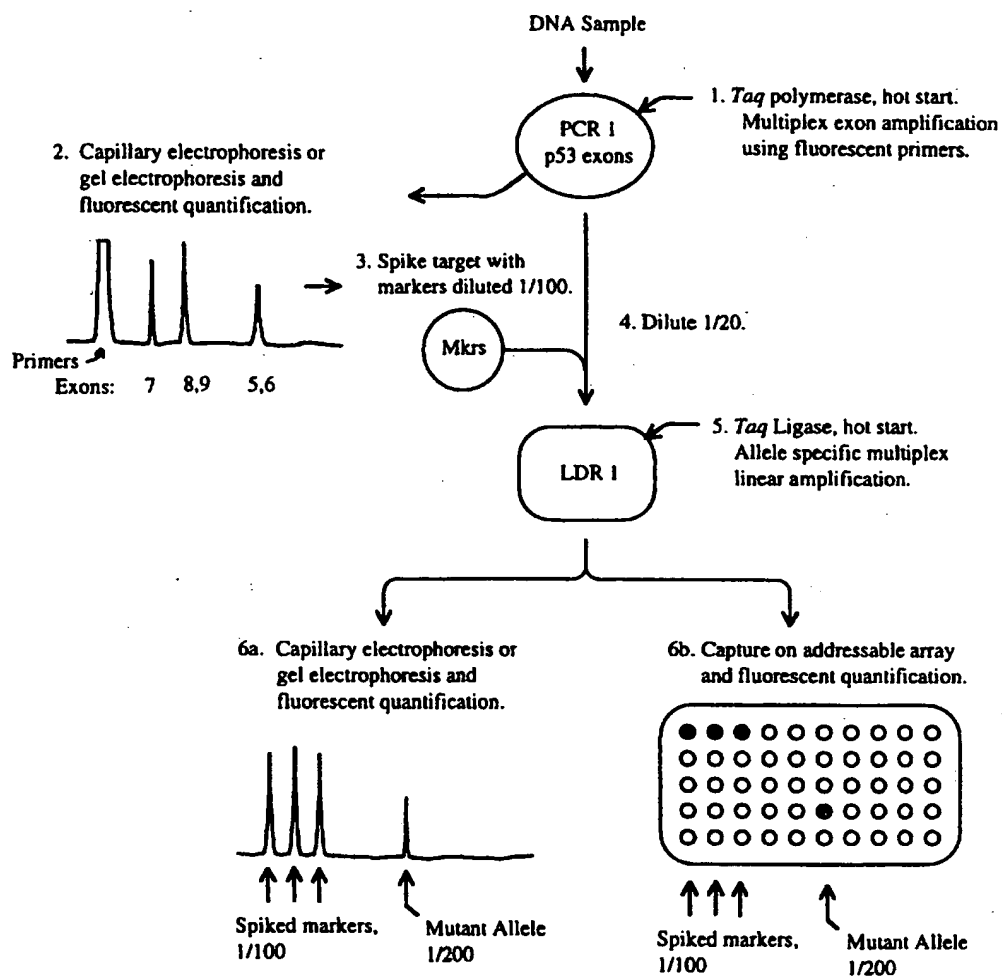 DNA Sample
PCR 1
p53 exons
1. Taq polymerase, hot start.
Multiplex exon amplification
using fluorescent primers.
2. Capillary electrophoresis or
gel electrophoresis and
fluorescent quantification.
Primers
Exons: 7 8,9 5,6
3. Spike target with
markers diluted 1/100.
Mkrs
4. Dilute 1/20.
5. Taq Ligase, hot start.
Allele specific multiplex
linear amplification.
LDR 1
6a. Capillary electrophoresis or
gel electrophoresis and
fluorescent quantification.
Spiked markers,
1/100
Mutant Allele
1/200
6b. Capture on addressable array
and fluorescent quantification.
Spiked markers,
1/100
Mutant Allele
1/200